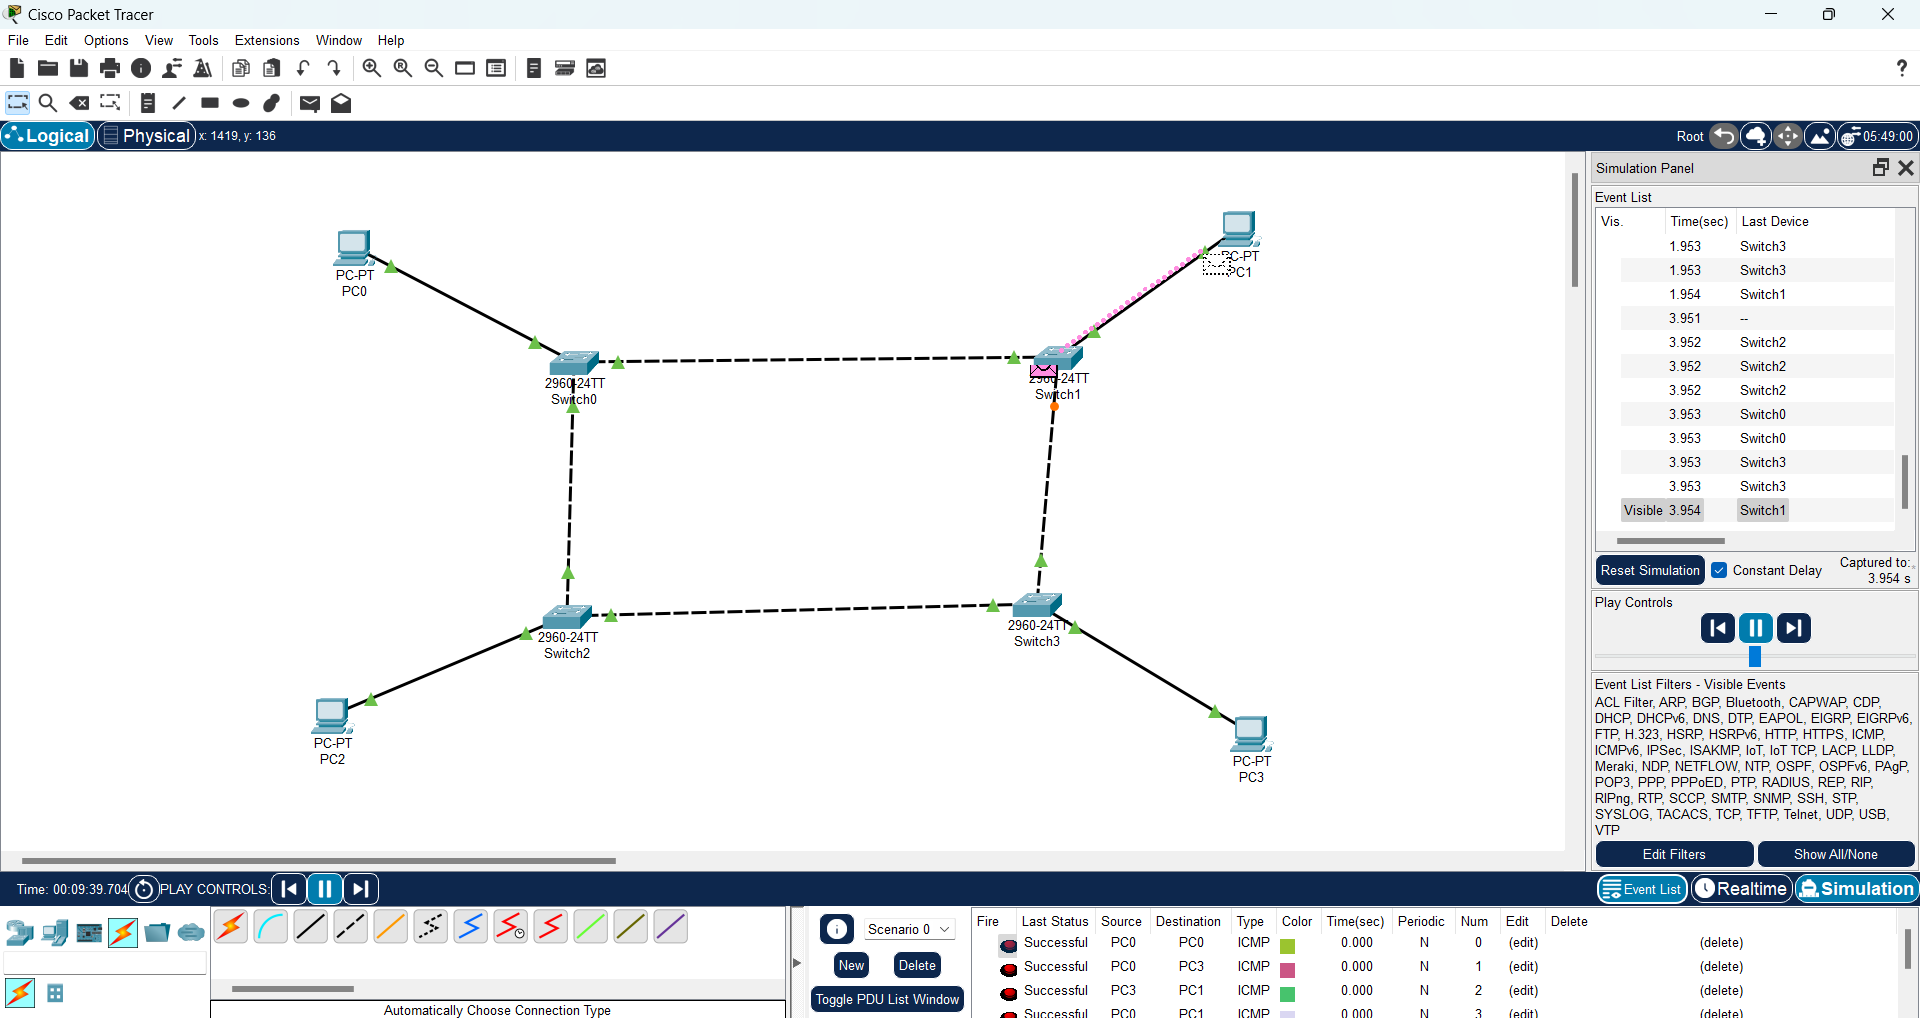 Cisco Packet Tracer
File Edit Options View Tools Extensions Window Help
Logical Physical x: 1419, y: 136 Root 05:49:00
PC-PT
PC0
C-PT
PC1
2960-24TT
Switch0
2960-24TT
Switch1
2960-24TT
Switch2
2960-24TT
Switch3
PC-PT
PC2
PC-PT
PC3
Simulation Panel
Event List
Vis. Time(sec) Last Device
1.953 Switch3
1.953 Switch3
1.954 Switch1
3.951 --
3.952 Switch2
3.952 Switch2
3.952 Switch2
3.953 Switch0
3.953 Switch0
3.953 Switch3
3.953 Switch3
Visible 3.954 Switch1
Reset Simulation Constant Delay Captured to:
3.954 s
Play Controls
Event List Filters - Visible Events
ACL Filter, ARP, BGP, Bluetooth, CAPWAP, CDP,
DHCP, DHCPv6, DNS, DTP, EAPOL, EIGRP, EIGRPv6,
FTP, H.323, HSRP, HSRPv6, HTTP, HTTPS, ICMP,
ICMPv6, IPSec, ISAKMP, IoT, IoT TCP, LACP, LLDP,
Meraki, NDP, NETFLOW, NTP, OSPF, OSPFv6, PAgP,
POP3, PPP, PPPoED, PTP, RADIUS, REP, RIP,
RIPng, RTP, SCCP, SMTP, SNMP, SSH, STP,
SYSLOG, TACACS, TCP, TFTP, Telnet, UDP, USB,
VTP
Edit Filters Show All/None
Time: 00:09:39.704 PLAY CONTROLS: Event List Realtime Simulation
Automatically Choose Connection Type
Scenario 0
New Delete
Toggle PDU List Window
Fire Last Status Source Destination Type Color Time(sec) Periodic Num Edit Delete
Successful PC0 PC0 ICMP 0.000 N 0 (edit) (delete)
Successful PC0 PC3 ICMP 0.000 N 1 (edit) (delete)
Successful PC3 PC1 ICMP 0.000 N 2 (edit) (delete)
Successful PC0 PC1 ICMP 0.000 N 3 (edit) (delete)